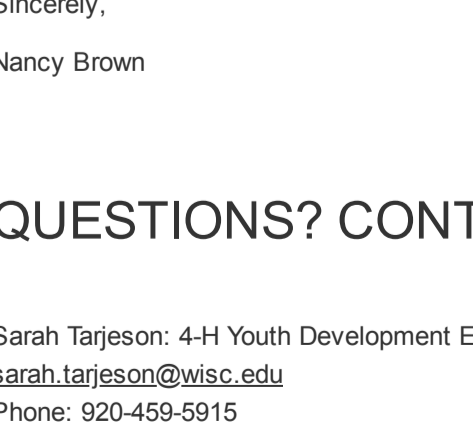 Sincerely,
Nancy Brown
QUESTIONS? CONT
Sarah Tarjeson: 4-H Youth Development E
sarah.tarjeson@wisc.edu
Phone: 920-459-5915